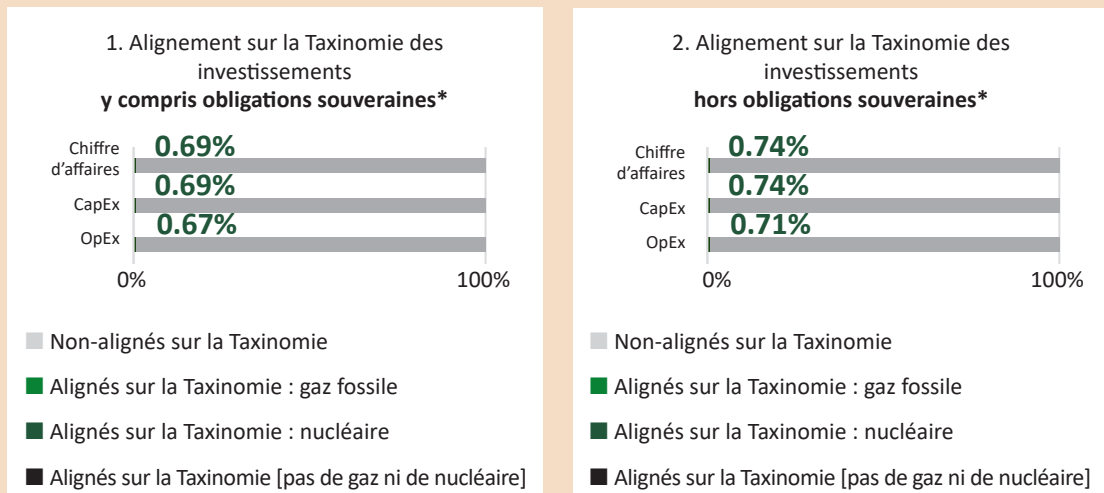 1. Alignement sur la Taxinomie des
investissements
y compris obligations souveraines*
Chiffre
d’affaires
0.69%
CapEx
0.69%
OpEx
0.67%
0%
100%
Non-alignés sur la Taxinomie
Alignés sur la Taxinomie : gaz fossile
Alignés sur la Taxinomie : nucléaire
Alignés sur la Taxinomie [pas de gaz ni de nucléaire]
2. Alignement sur la Taxinomie des
investissements
hors obligations souveraines*
Chiffre
d’affaires
0.74%
CapEx
0.74%
OpEx
0.71%
0%
100%
Non-alignés sur la Taxinomie
Alignés sur la Taxinomie : gaz fossile
Alignés sur la Taxinomie : nucléaire
Alignés sur la Taxinomie [pas de gaz ni de nucléaire]